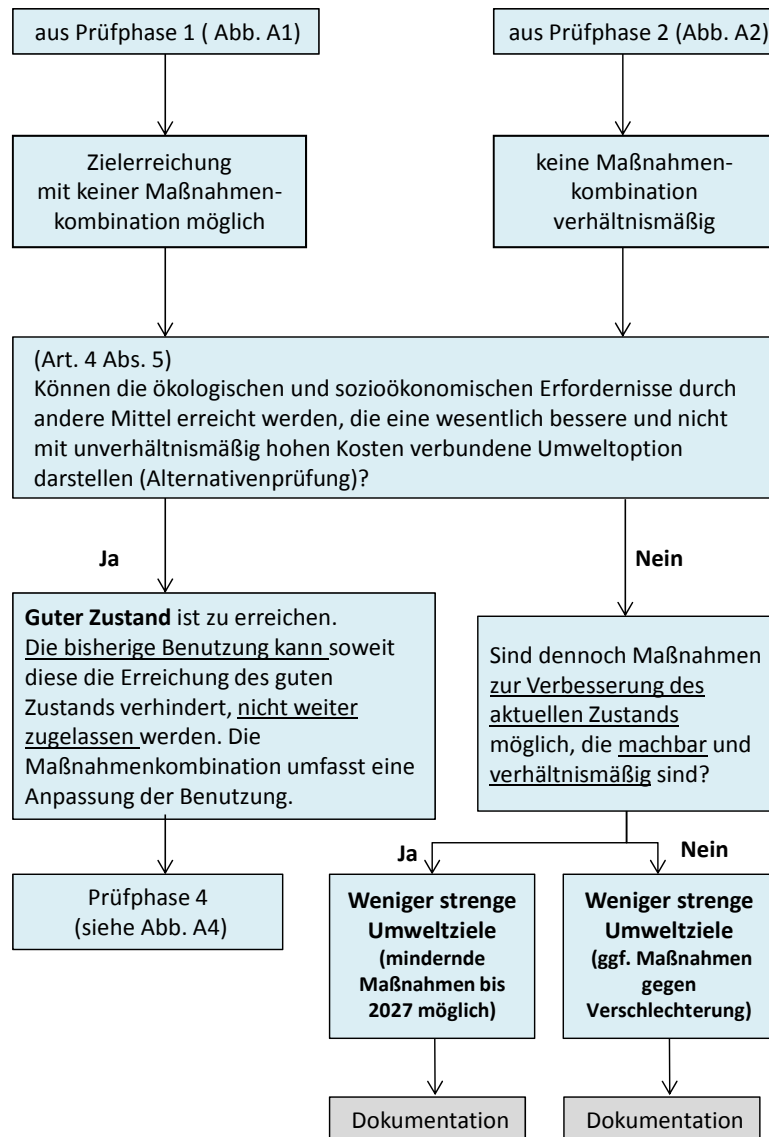 aus Prüfphase 1 ( Abb. A1)
aus Prüfphase 2 (Abb. A2)
Zielerreichung
mit keiner Maßnahmen-
kombination möglich
keine Maßnahmen-
kombination
verhältnismäßig
(Art. 4 Abs. 5)
Können die ökologischen und sozioökonomischen Erfordernisse durch
andere Mittel erreicht werden, die eine wesentlich bessere und nicht
mit unverhältnismäßig hohen Kosten verbundene Umweltoption
darstellen (Alternativenprüfung)?
Ja
Nein
Guter Zustand ist zu erreichen.
Die bisherige Benutzung kann soweit
diese die Erreichung des guten
Zustands verhindert, nicht weiter
zugelassen werden. Die
Maßnahmenkombination umfasst eine
Anpassung der Benutzung.
Sind dennoch Maßnahmen
zur Verbesserung des
aktuellen Zustands
möglich, die machbar und
verhältnismäßig sind?
Ja
Nein
Prüfphase 4
(siehe Abb. A4)
Weniger strenge
Umweltziele
(mindernde
Maßnahmen bis
2027 möglich)
Weniger strenge
Umweltziele
(ggf. Maßnahmen
gegen
Verschlechterung)
Dokumentation
Dokumentation